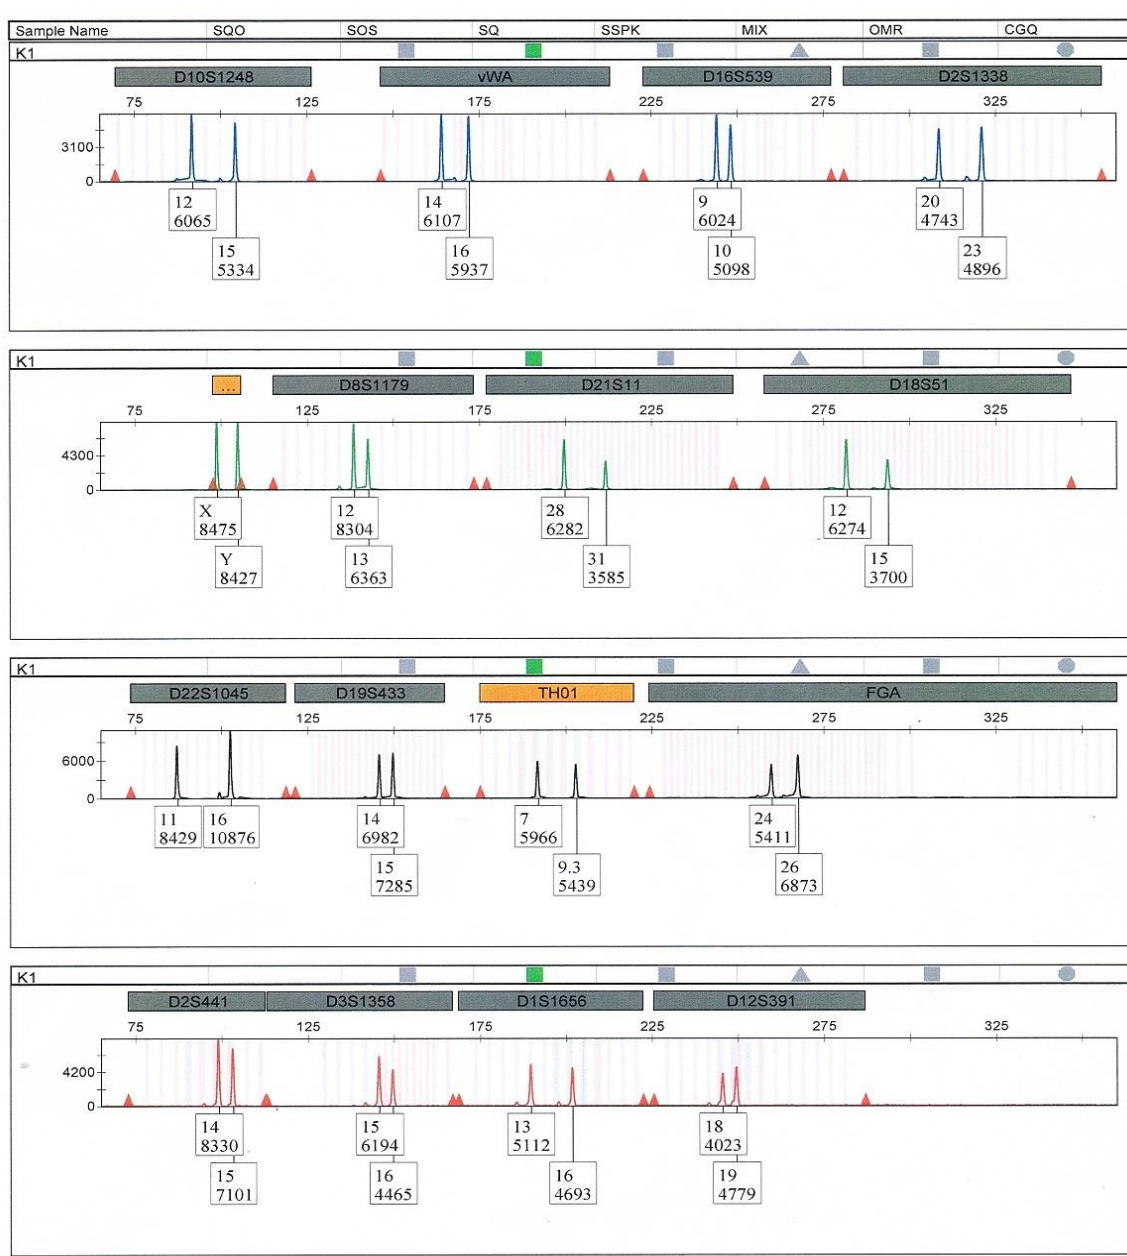 Sample Name SQO SOS SQ SSPK MIX OMR CGQ
K1
D10S1248 vWA D16S539 D2S1338
75 125 175 225 275 325
3100
0
12 14 9 20
6065 6107 6024 4743
15 16 10 23
5334 5937 5098 4896
K1
... D8S1179 D21S11 D18S51
75 125 175 225 275 325
4300
0
X 12 28 12
8475 8304 6282 6274
Y 13 31 15
8427 6363 3585 3700
K1
D22S1045 D19S433 TH01 FGA
75 125 175 225 275 325
6000
0
11 16 14 7 24
8429 10876 6982 5966 5411
15 9.3 26
7285 5439 6873
K1
D2S441 D3S1358 D1S1656 D12S391
75 125 175 225 275 325
4200
0
14 15 13 18
8330 6194 5112 4023
15 16 16 19
7101 4465 4693 4779